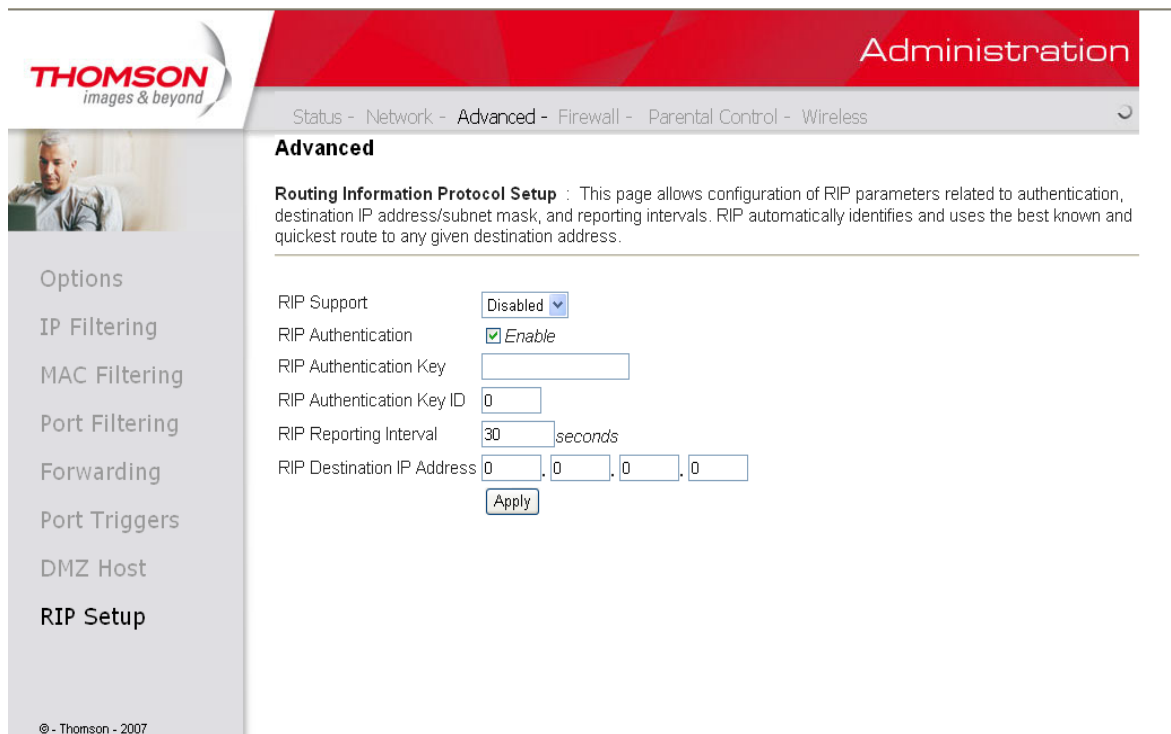 THOMSON
images & beyond
Administration
Status - Network - Advanced - Firewall - Parental Control - Wireless
Advanced
Routing Information Protocol Setup : This page allows configuration of RIP parameters related to authentication,
destination IP address/subnet mask, and reporting intervals. RIP automatically identifies and uses the best known and
quickest route to any given destination address.
Options
IP Filtering
MAC Filtering
Port Filtering
Forwarding
Port Triggers
DMZ Host
RIP Setup
RIP Support Disabled
RIP Authentication Enable
RIP Authentication Key
RIP Authentication Key ID 0
RIP Reporting Interval 30 seconds
RIP Destination IP Address 0 . 0 . 0 . 0
Apply
© - Thomson - 2007